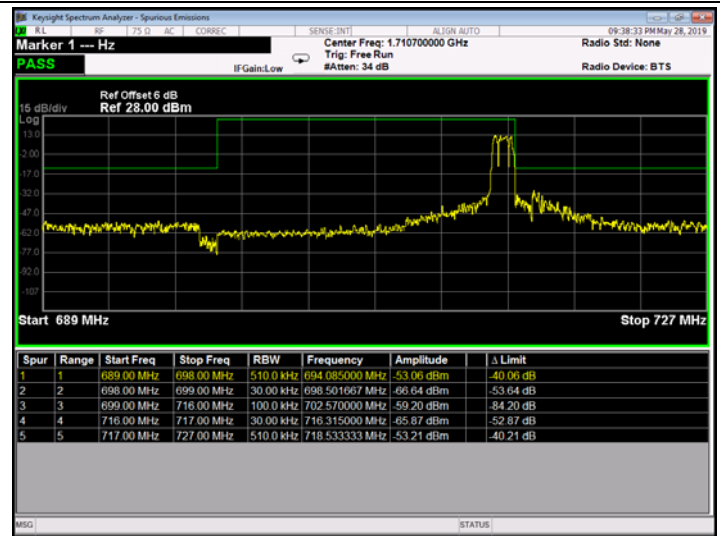 Keysight Spectrum Analyzer - Spurious Emissions
RL RF 75 Ω AC CORREC SENSE:INT ALIGN AUTO 09:38:33 PM May 28, 2019
Marker 1 --- Hz Center Freq: 1.710700000 GHz Radio Std: None
PASS Trig: Free Run
IFGain:Low #Atten: 34 dB Radio Device: BTS
Ref Offset 6 dB
15 dB/div Ref 28.00 dBm
Log
13.0
-2.00
-17.0
-32.0
-47.0
-62.0
-77.0
-92.0
-107
Start 689 MHz Stop 727 MHz
Spur Range Start Freq Stop Freq RBW Frequency Amplitude Δ Limit
1 1 689.00 MHz 698.00 MHz 510.0 kHz 694.085000 MHz -53.06 dBm -40.06 dB
2 2 698.00 MHz 699.00 MHz 30.00 kHz 698.501667 MHz -66.64 dBm -53.64 dB
3 3 699.00 MHz 716.00 MHz 100.0 kHz 702.570000 MHz -59.20 dBm -84.20 dB
4 4 716.00 MHz 717.00 MHz 30.00 kHz 716.315000 MHz -65.87 dBm -52.87 dB
5 5 717.00 MHz 727.00 MHz 510.0 kHz 718.533333 MHz -53.21 dBm -40.21 dB
MSG STATUS